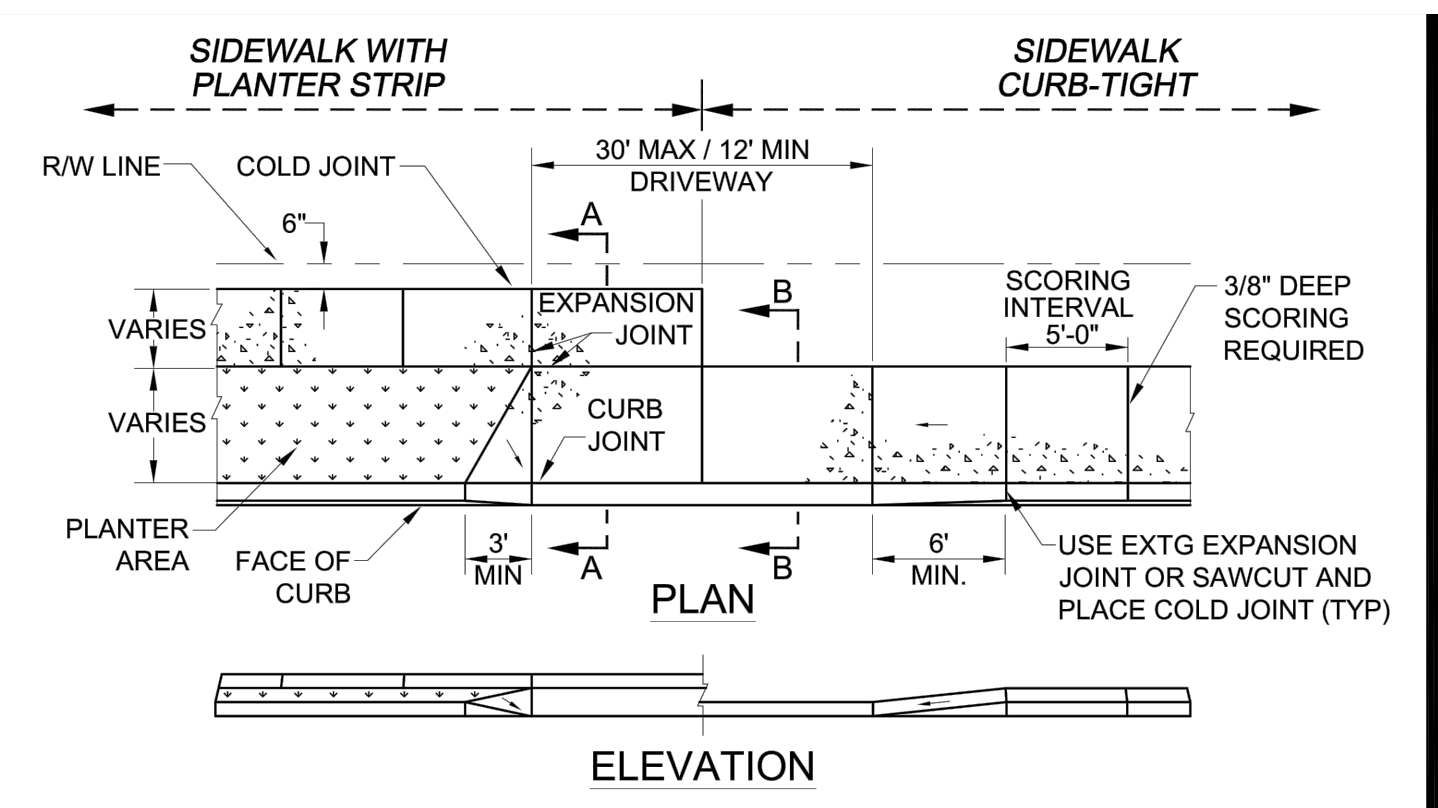 SIDEWALK WITH
PLANTER STRIP
SIDEWALK
CURB-TIGHT
R/W LINE
COLD JOINT
30' MAX / 12' MIN
DRIVEWAY
6"
A
B
EXPANSION
JOINT
SCORING
INTERVAL
5'-0"
3/8" DEEP
SCORING
REQUIRED
VARIES
VARIES
CURB
JOINT
PLANTER
AREA
FACE OF
CURB
3'
MIN
A
B
6'
MIN.
USE EXTG EXPANSION
JOINT OR SAWCUT AND
PLACE COLD JOINT (TYP)
PLAN
ELEVATION